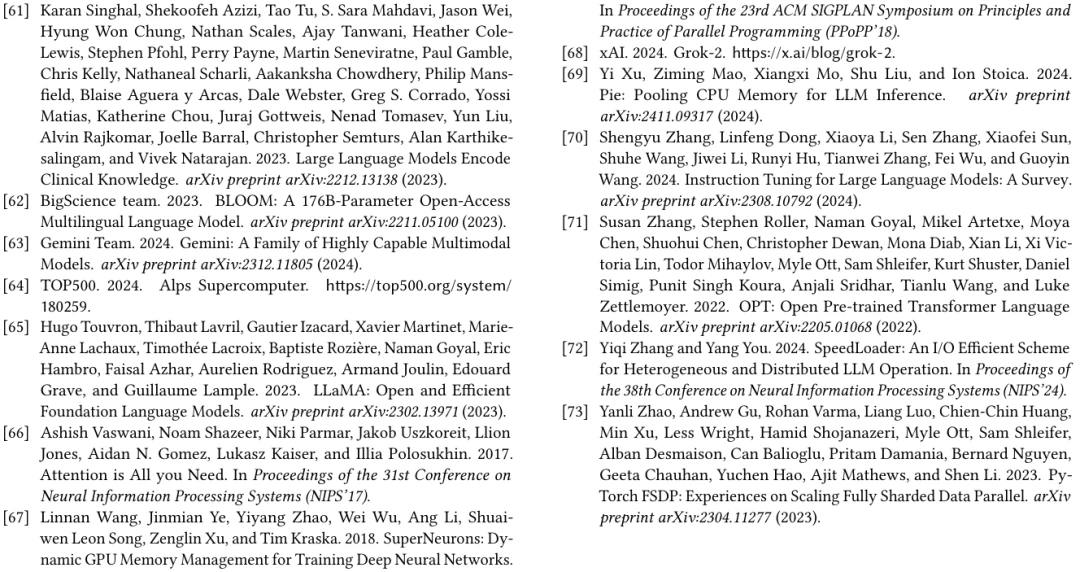 [61] Karan Singhal, Shekoofeh Azizi, Tao Tu, S. Sara Mahdavi, Jason Wei,
Hyung Won Chung, Nathan Scales, Ajay Tanwani, Heather Cole-
Lewis, Stephen Pfohl, Perry Payne, Martin Seneviratne, Paul Gamble,
Chris Kelly, Nathaneal Scharli, Aakanksha Chowdhery, Philip Mans-
field, Blaise Aguera y Arcas, Dale Webster, Greg S. Corrado, Yossi
Matias, Katherine Chou, Juraj Gottweis, Nenad Tomasev, Yun Liu,
Alvin Rajkomar, Joelle Barral, Christopher Semturs, Alan Karthike-
salingam, and Vivek Natarajan. 2023. Large Language Models Encode
Clinical Knowledge. arXiv preprint arXiv:2212.13138 (2023).
[62] BigScience team. 2023. BLOOM: A 176B-Parameter Open-Access
Multilingual Language Model. arXiv preprint arXiv:2211.05100 (2023).
[63] Gemini Team. 2024. Gemini: A Family of Highly Capable Multimodal
Models. arXiv preprint arXiv:2312.11805 (2024).
[64] TOP500. 2024. Alps Supercomputer. https://top500.org/system/
180259.
[65] Hugo Touvron, Thibaut Lavril, Gautier Izacard, Xavier Martinet, Marie-
Anne Lachaux, Timothée Lacroix, Baptiste Rozière, Naman Goyal, Eric
Hambro, Faisal Azhar, Aurelien Rodriguez, Armand Joulin, Edouard
Grave, and Guillaume Lample. 2023. LLaMA: Open and Efficient
Foundation Language Models. arXiv preprint arXiv:2302.13971 (2023).
[66] Ashish Vaswani, Noam Shazeer, Niki Parmar, Jakob Uszkoreit, Llion
Jones, Aidan N. Gomez, Lukasz Kaiser, and Illia Polosukhin. 2017.
Attention is All you Need. In Proceedings of the 31st Conference on
Neural Information Processing Systems (NIPS'17).
[67] Linnan Wang, Jinmian Ye, Yiyang Zhao, Wei Wu, Ang Li, Shuai-
wen Leon Song, Zenglin Xu, and Tim Kraska. 2018. SuperNeurons: Dy-
namic GPU Memory Management for Training Deep Neural Networks.
In Proceedings of the 23rd ACM SIGPLAN Symposium on Principles and
Practice of Parallel Programming (PPoPP'18).
[68] xAI. 2024. Grok-2. https://x.ai/blog/grok-2.
[69] Yi Xu, Ziming Mao, Xiangxi Mo, Shu Liu, and Ion Stoica. 2024.
Pie: Pooling CPU Memory for LLM Inference. arXiv preprint
arXiv:2411.09317 (2024).
[70] Shengyu Zhang, Linfeng Dong, Xiaoya Li, Sen Zhang, Xiaofei Sun,
Shuhe Wang, Jiwei Li, Runyi Hu, Tianwei Zhang, Fei Wu, and Guoyin
Wang. 2024. Instruction Tuning for Large Language Models: A Survey.
arXiv preprint arXiv:2308.10792 (2024).
[71] Susan Zhang, Stephen Roller, Naman Goyal, Mikel Artetxe, Moya
Chen, Shuohui Chen, Christopher Dewan, Mona Diab, Xian Li, Xi Vic-
toria Lin, Todor Mihaylov, Myle Ott, Sam Shleifer, Kurt Shuster, Daniel
Simig, Punit Singh Koura, Anjali Sridhar, Tianlu Wang, and Luke
Zettlemoyer. 2022. OPT: Open Pre-trained Transformer Language
Models. arXiv preprint arXiv:2205.01068 (2022).
[72] Yiqi Zhang and Yang You. 2024. SpeedLoader: An I/O Efficient Scheme
for Heterogeneous and Distributed LLM Operation. In Proceedings of
the 38th Conference on Neural Information Processing Systems (NIPS'24).
[73] Yanli Zhao, Andrew Gu, Rohan Varma, Liang Luo, Chien-Chin Huang,
Min Xu, Less Wright, Hamid Shojanazeri, Myle Ott, Sam Shleifer,
Alban Desmaison, Can Balioglu, Pritam Damania, Bernard Nguyen,
Geeta Chauhan, Yuchen Hao, Ajit Mathews, and Shen Li. 2023. Py-
Torch FSDP: Experiences on Scaling Fully Sharded Data Parallel. arXiv
preprint arXiv:2304.11277 (2023).